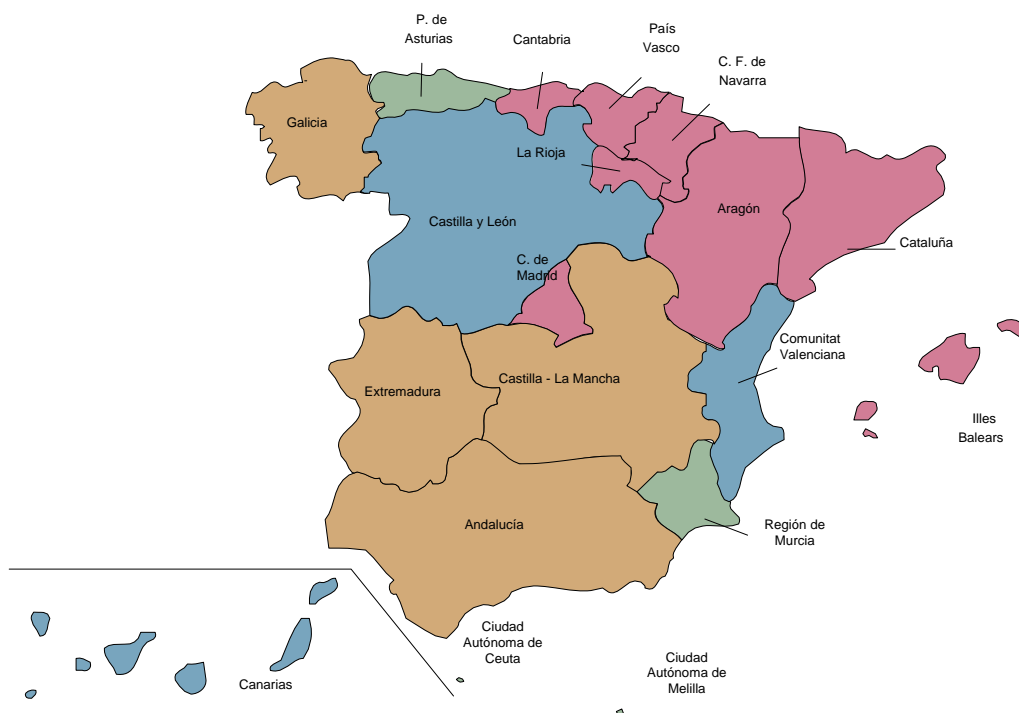 P. de
Asturias
Cantabria
País
Vasco
C. F. de
Navarra
Galicia
La Rioja
Aragón
Castilla y León
Cataluña
C. de
Madrid
Comunitat
Valenciana
Extremadura
Castilla - La Mancha
Illes
Balears
Andalucía
Región de
Murcia
Ciudad
Autónoma de
Ceuta
Ciudad
Autónoma de
Melilla
Canarias